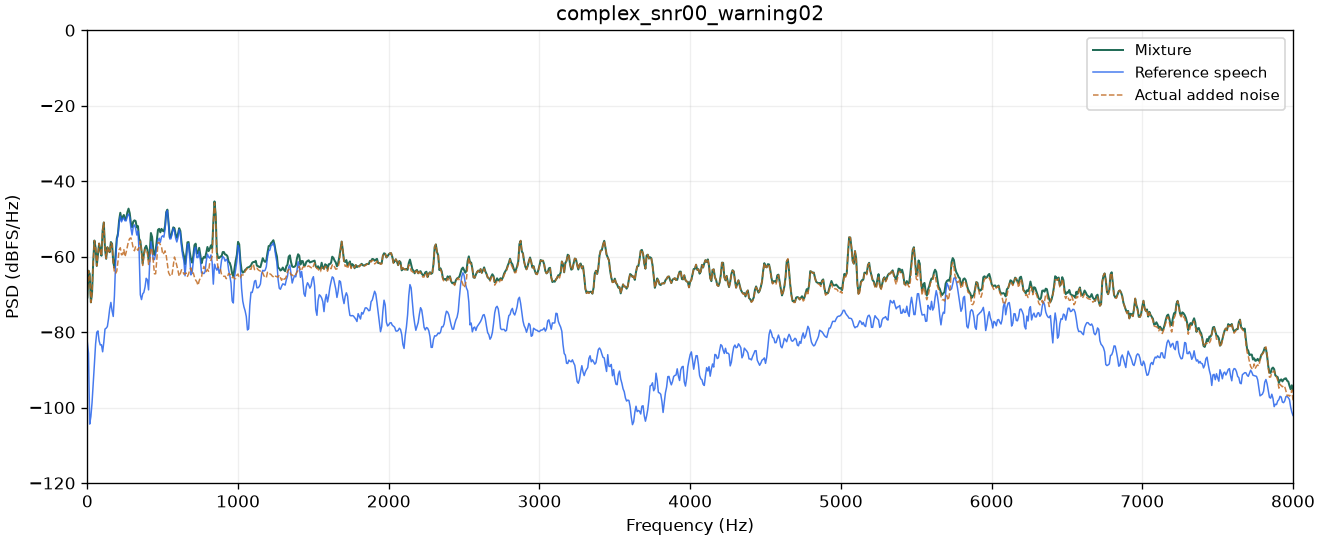 complex_snr00_warning02
Mixture
Reference speech
Actual added noise
PSD (dBFS/Hz)
0
−20
−40
−60
−80
−100
−120
0 1000 2000 3000 4000 5000 6000 7000 8000
Frequency (Hz)